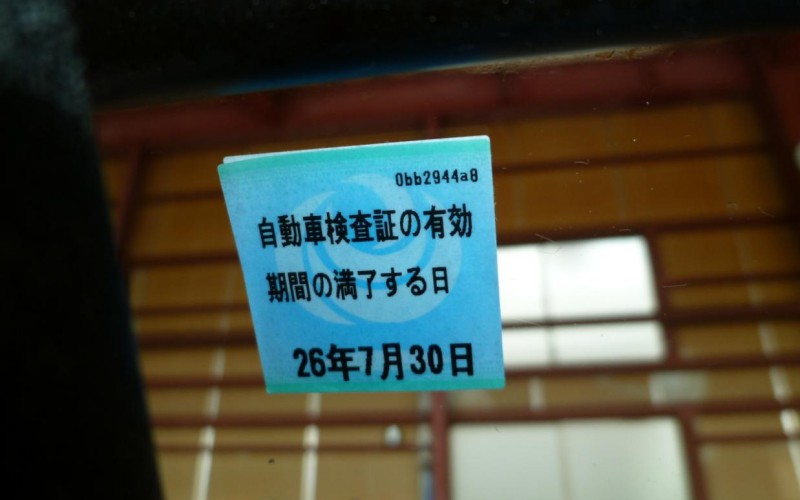 0bb2944a8
自動車検査証の有効
期間の満了する日
26年7月30日